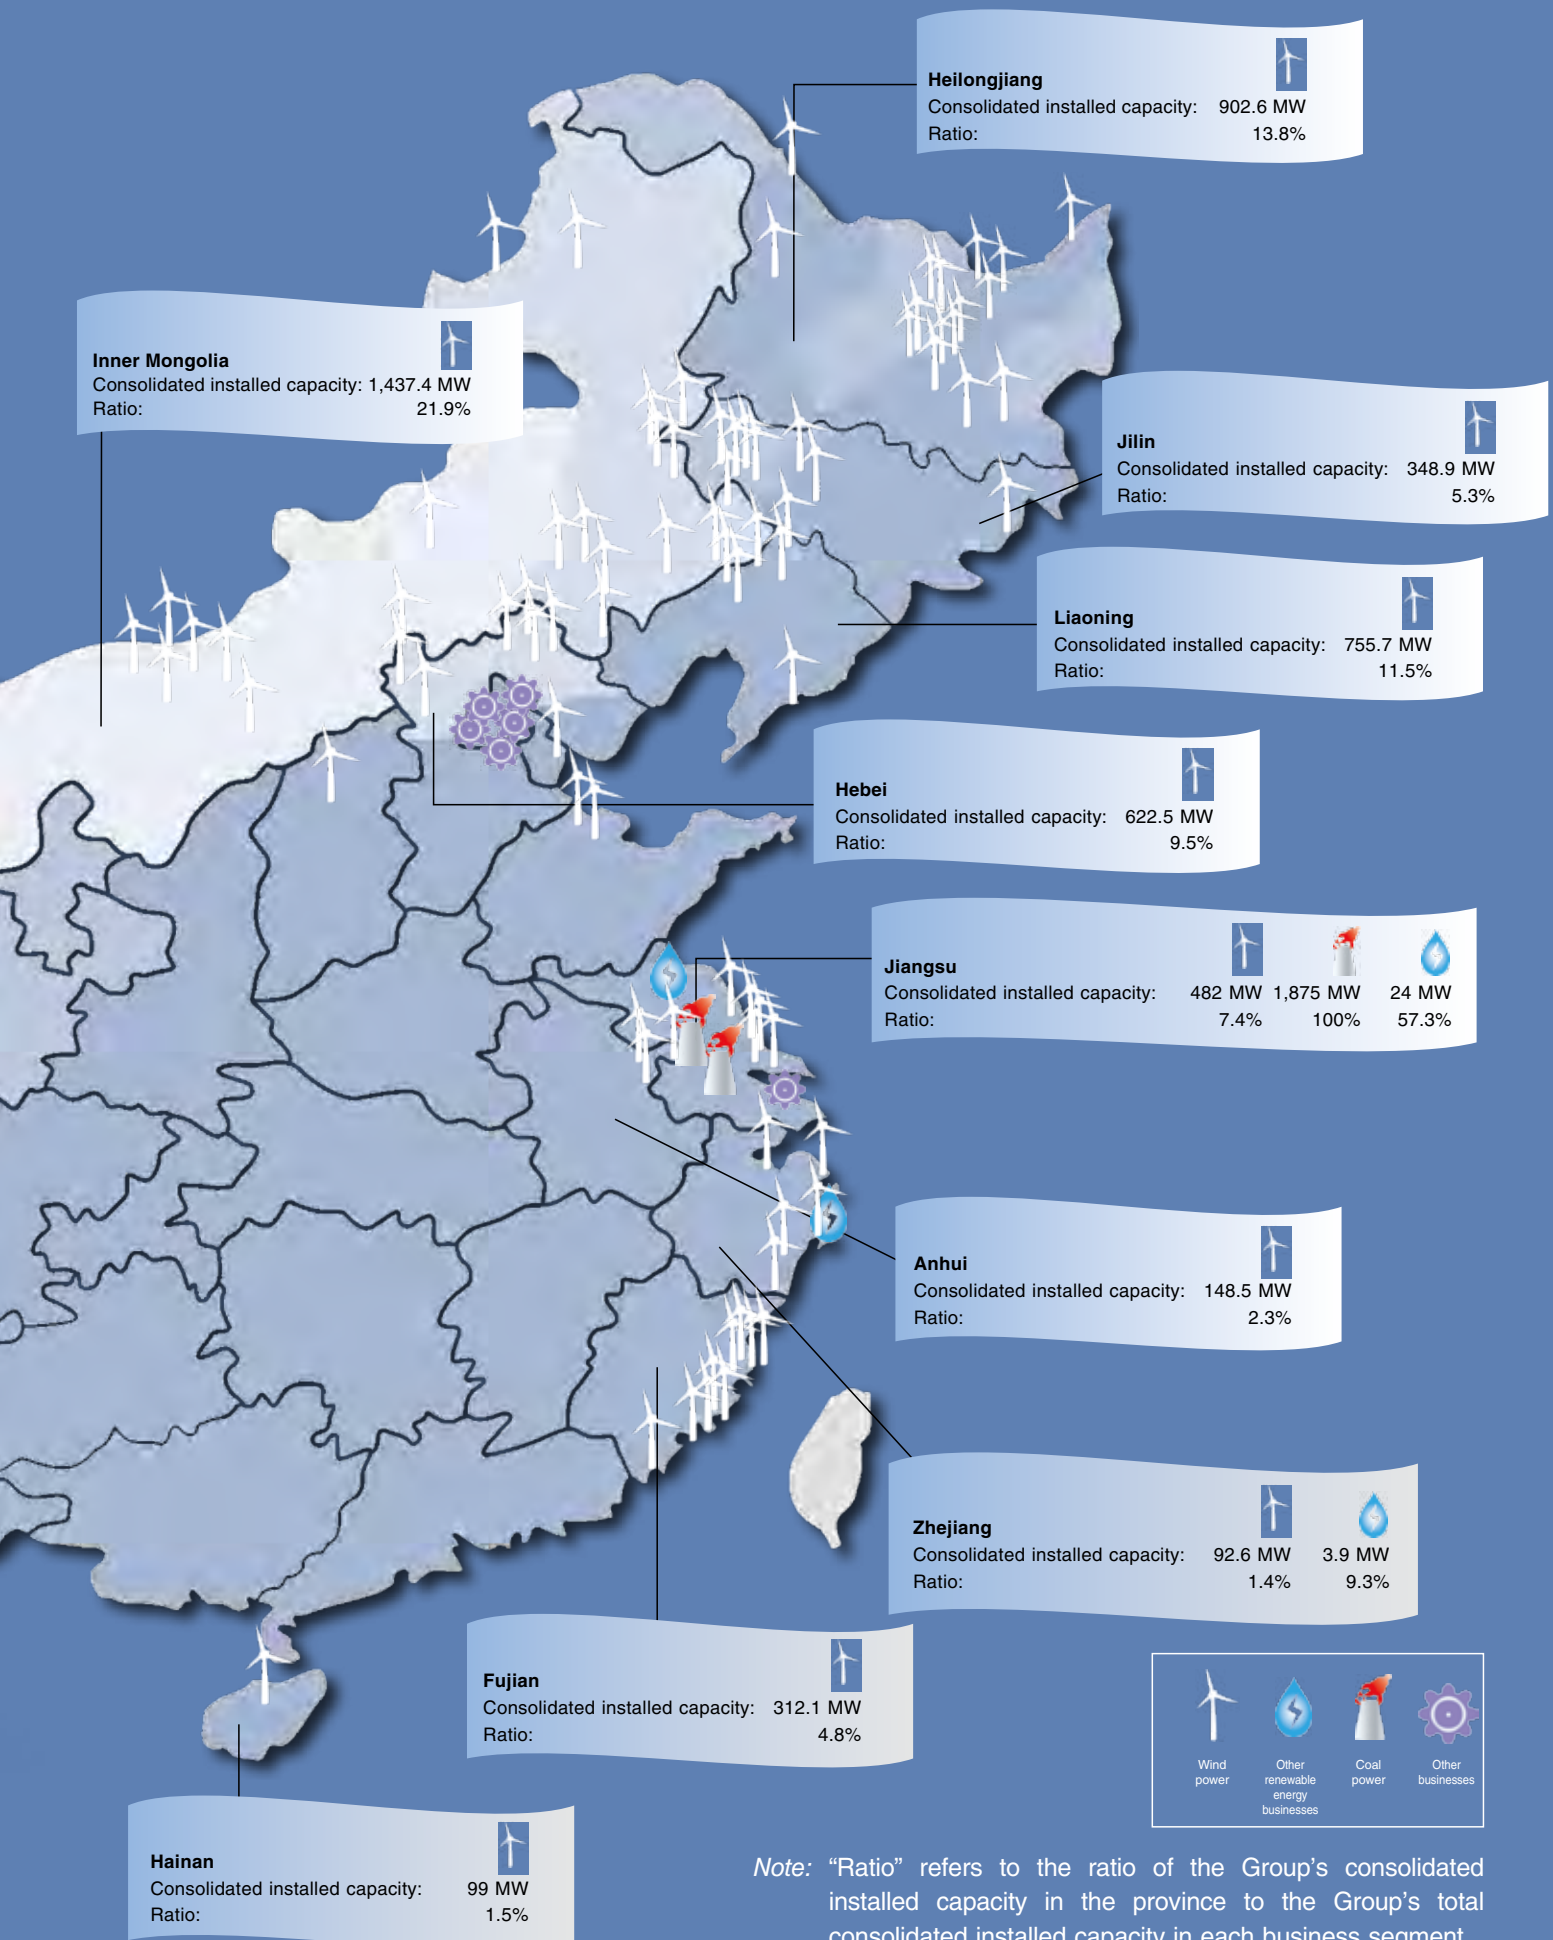 Heilongjiang
Consolidated installed capacity: 902.6 MW
Ratio: 13.8%
Inner Mongolia
Consolidated installed capacity: 1,437.4 MW
Ratio: 21.9%
Jilin
Consolidated installed capacity: 348.9 MW
Ratio: 5.3%
Liaoning
Consolidated installed capacity: 755.7 MW
Ratio: 11.5%
Hebei
Consolidated installed capacity: 622.5 MW
Ratio: 9.5%
Jiangsu
Consolidated installed capacity: 482 MW 1,875 MW 24 MW
Ratio: 7.4% 100% 57.3%
Anhui
Consolidated installed capacity: 148.5 MW
Ratio: 2.3%
Zhejiang
Consolidated installed capacity: 92.6 MW 3.9 MW
Ratio: 1.4% 9.3%
Fujian
Consolidated installed capacity: 312.1 MW
Ratio: 4.8%
Wind
power
Other
renewable
energy
businesses
Coal
power
Other
businesses
Hainan
Consolidated installed capacity: 99 MW
Ratio: 1.5%
Note: “Ratio” refers to the ratio of the Group’s consolidated
installed capacity in the province to the Group’s total
consolidated installed capacity in each business segment